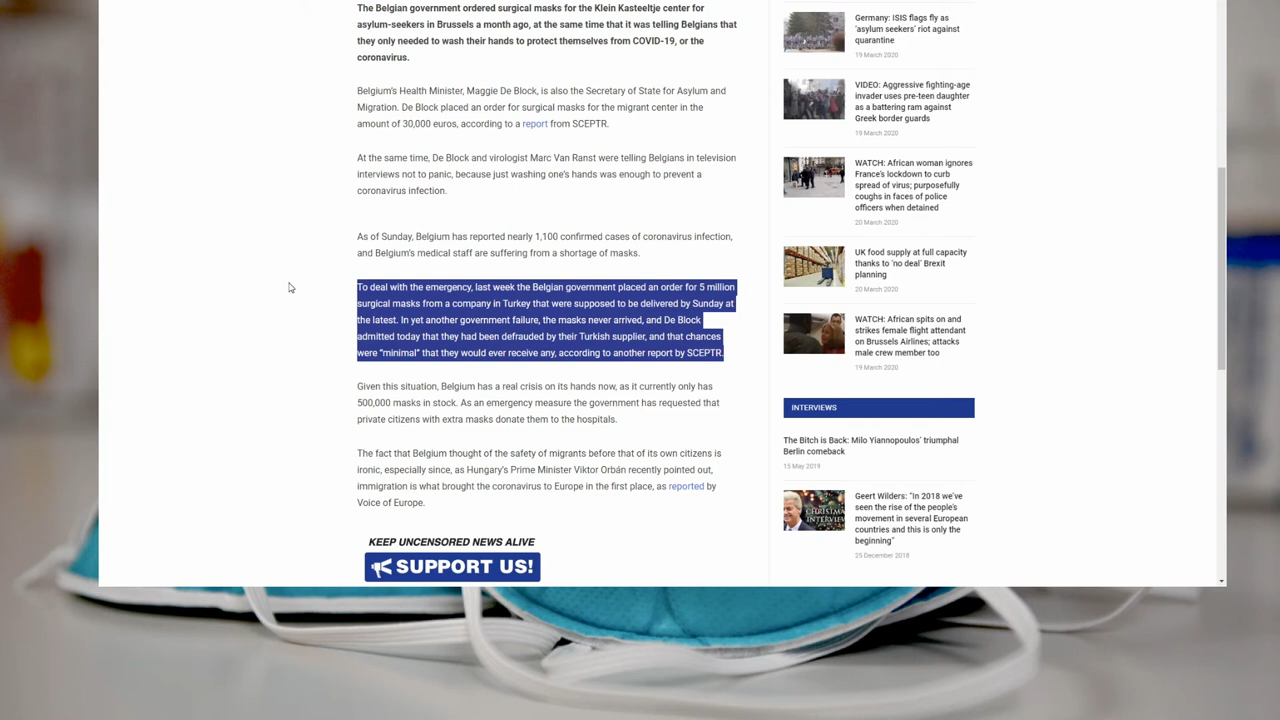 The Belgian government ordered surgical masks for the Klein Kasteeltje center for
asylum-seekers in Brussels a month ago, at the same time that it was telling Belgians that
they only needed to wash their hands to protect themselves from COVID-19, or the
coronavirus.
Belgium's Health Minister, Maggie De Block, is also the Secretary of State for Asylum and
Migration. De Block placed an order for surgical masks for the migrant center in the
amount of 30,000 euros, according to a report from SCEPTR.
At the same time, De Block and virologist Marc Van Ranst were telling Belgians in television
interviews not to panic, because just washing one's hands was enough to prevent a
coronavirus infection.
As of Sunday, Belgium has reported nearly 1,100 confirmed cases of coronavirus infection,
and Belgium's medical staff are suffering from a shortage of masks.
To deal with the emergency, last week the Belgian government placed an order for 5 million
surgical masks from a company in Turkey that were supposed to be delivered by Sunday at
the latest. In yet another government failure, the masks never arrived, and De Block
admitted today that they had been defrauded by their Turkish supplier, and that chances
were "minimal" that they would ever receive any, according to another report by SCEPTR.
Given this situation, Belgium has a real crisis on its hands now, as it currently only has
500,000 masks in stock. As an emergency measure the government has requested that
private citizens with extra masks donate them to the hospitals.
The fact that Belgium thought of the safety of migrants before that of its own citizens is
ironic, especially since, as Hungary's Prime Minister Viktor Orbán recently pointed out,
immigration is what brought the coronavirus to Europe in the first place, as reported by
Voice of Europe.
KEEP UNCENSORED NEWS ALIVE
SUPPORT US!
Germany: ISIS flags fly as
'asylum seekers' riot against
quarantine
19 March 2020
VIDEO: Aggressive fighting-age
invader uses pre-teen daughter
as a battering ram against
Greek border guards
19 March 2020
WATCH: African woman ignores
France's lockdown to curb
spread of virus; purposefully
coughs in faces of police
officers when detained
20 March 2020
UK food supply at full capacity
thanks to 'no deal' Brexit
planning
20 March 2020
WATCH: African spits on and
strikes female flight attendant
on Brussels Airlines; attacks
male crew member too
19 March 2020
INTERVIEWS
The Bitch is Back: Milo Yiannopoulos' triumphal
Berlin comeback
15 May 2019
CHRISTMAS
INTERVIEW
Geert Wilders: "In 2018 we've
seen the rise of the people's
movement in several European
countries and this is only the
beginning"
25 December 2018